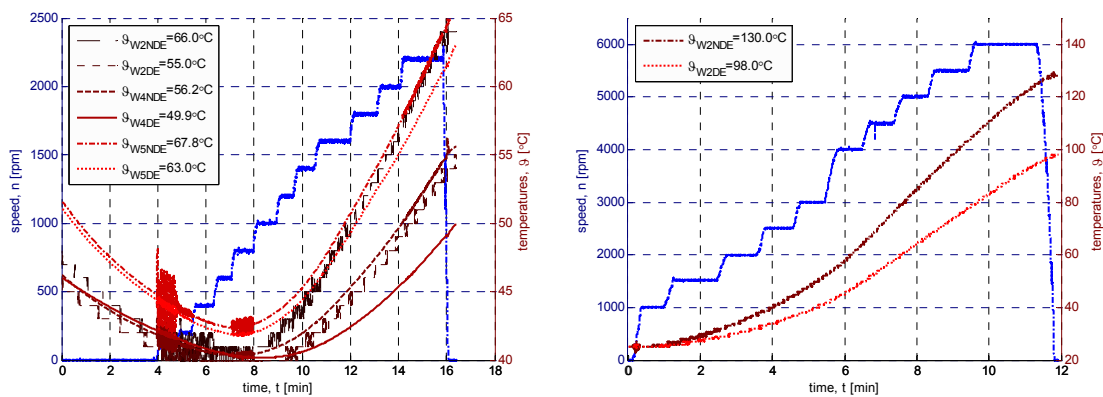 2500
2000
1500
1000
500
0
speed, n [rpm]
ϑW2NDE=66.0°C
ϑW2DE=55.0°C
ϑW4NDE=56.2°C
ϑW4DE=49.9°C
ϑW5NDE=67.8°C
ϑW5DE=63.0°C
65
60
55
50
45
40
temperatures, ϑ [°C]
0 2 4 6 8 10 12 14 16 18
time, t [min]
6000
5000
4000
3000
2000
1000
0
speed, n [rpm]
ϑW2NDE=130.0°C
ϑW2DE=98.0°C
140
120
100
80
60
40
20
temperatures, ϑ [°C]
0 2 4 6 8 10 12
time, t [min]